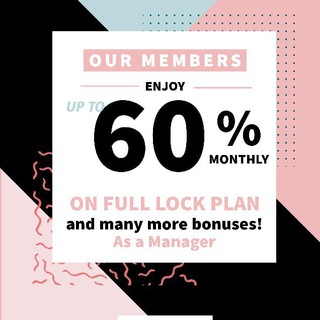 OUR MEMBERS
ENJOY
UP TO
60%
MONTHLY
ON FULL LOCK PLAN
and many more bonuses!
As a Manager